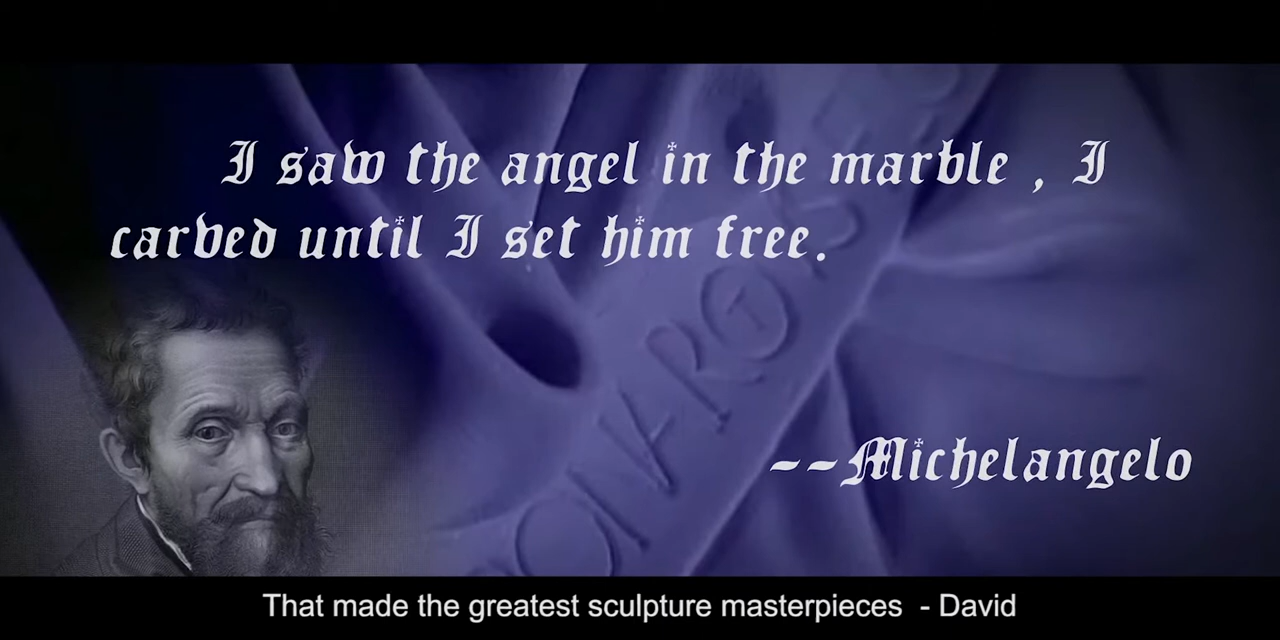 I saw the angel in the marble , I
carved until I set him free.
--Michelangelo
That made the greatest sculpture masterpieces  - David